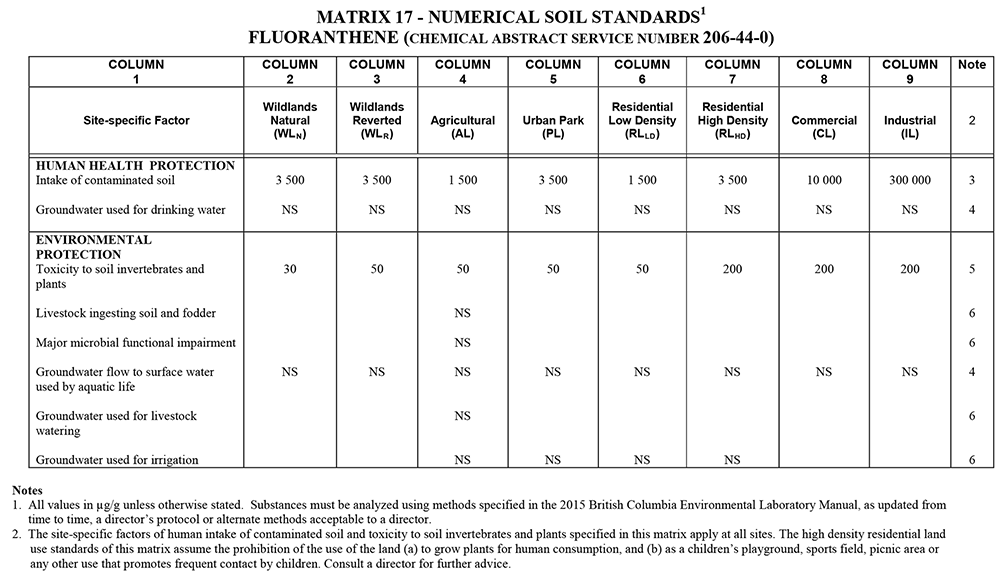 MATRIX 17 - NUMERICAL SOIL STANDARDS1
FLUORANTHENE (CHEMICAL ABSTRACT SERVICE NUMBER 206-44-0)
COLUMN 1 COLUMN 2 COLUMN 3 COLUMN 4 COLUMN 5 COLUMN 6 COLUMN 7 COLUMN 8 COLUMN 9 Note
Site-specific Factor Wildlands Natural (WLN) Wildlands Reverted (WLR) Agricultural (AL) Urban Park (PL) Residential Low Density (RLLD) Residential High Density (RLHD) Commercial (CL) Industrial (IL) 2
HUMAN HEALTH PROTECTION
Intake of contaminated soil 3 500 3 500 1 500 3 500 1 500 3 500 10 000 300 000 3
Groundwater used for drinking water NS NS NS NS NS NS NS NS 4
ENVIRONMENTAL
PROTECTION
Toxicity to soil invertebrates and 30 50 50 50 50 200 200 200 5
plants
Livestock ingesting soil and fodder NS 6
Major microbial functional impairment NS 6
Groundwater flow to surface water NS NS NS NS NS NS NS NS 4
used by aquatic life
Groundwater used for livestock NS 6
watering
Groundwater used for irrigation NS NS NS NS 6
Notes
1. All values in µg/g unless otherwise stated. Substances must be analyzed using methods specified in the 2015 British Columbia Environmental Laboratory Manual, as updated from
time to time, a director's protocol or alternate methods acceptable to a director.
2. The site-specific factors of human intake of contaminated soil and toxicity to soil invertebrates and plants specified in this matrix apply at all sites. The high density residential land
use standards of this matrix assume the prohibition of the use of the land (a) to grow plants for human consumption, and (b) as a children's playground, sports field, picnic area or
any other use that promotes frequent contact by children. Consult a director for further advice.